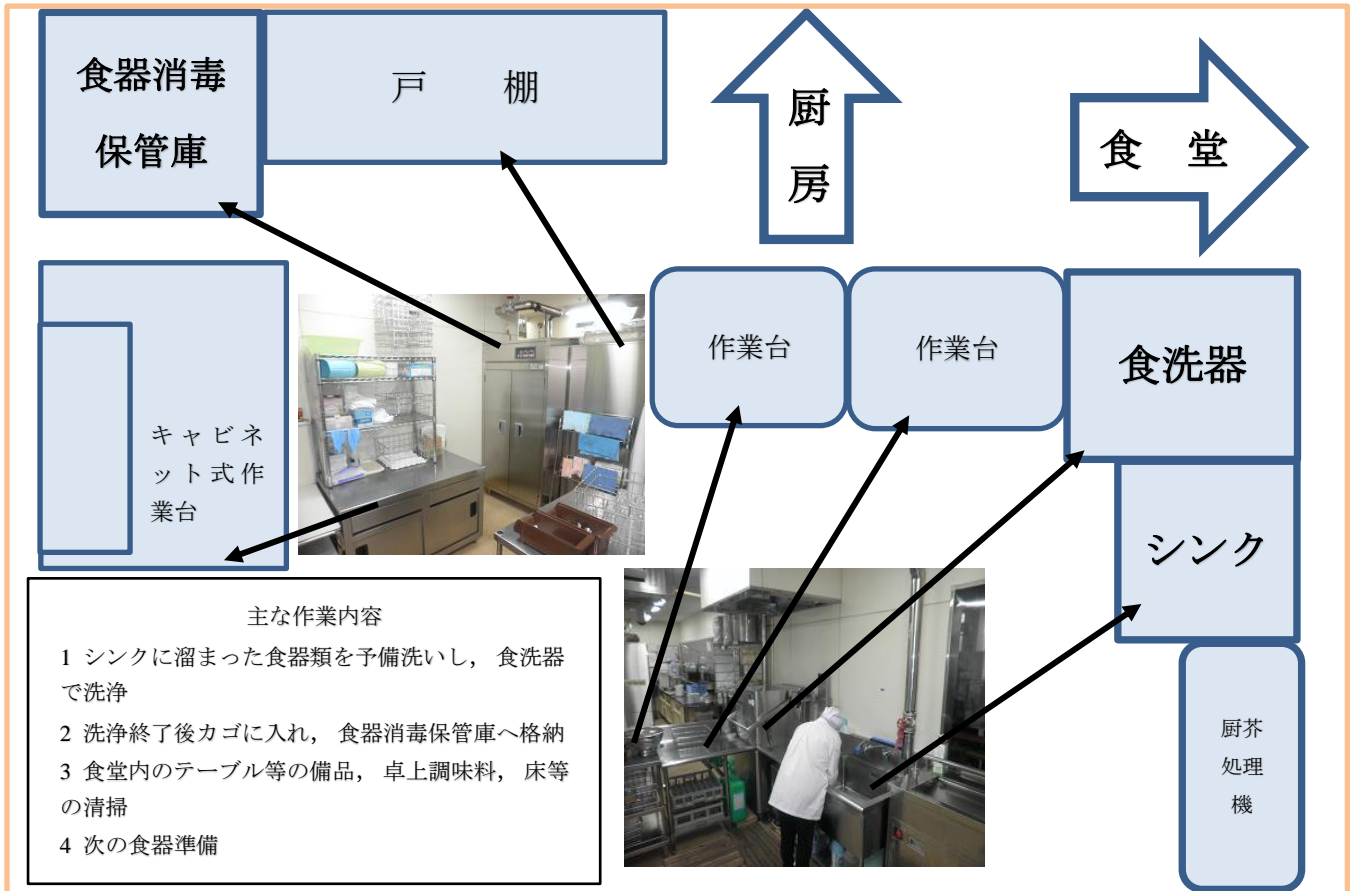 食器消毒
保管庫
戸　棚
厨
房
食　堂
作業台
作業台
食洗器
キャビネ
ット式作
業台
シンク
主な作業内容
1 シンクに溜まった食器類を予備洗いし， 食洗器
で洗浄
2 洗浄終了後カゴに入れ， 食器消毒保管庫へ格納
3 食堂内のテーブル等の備品， 卓上調味料， 床等
の清掃
4 次の食器準備
厨芥
処理
機